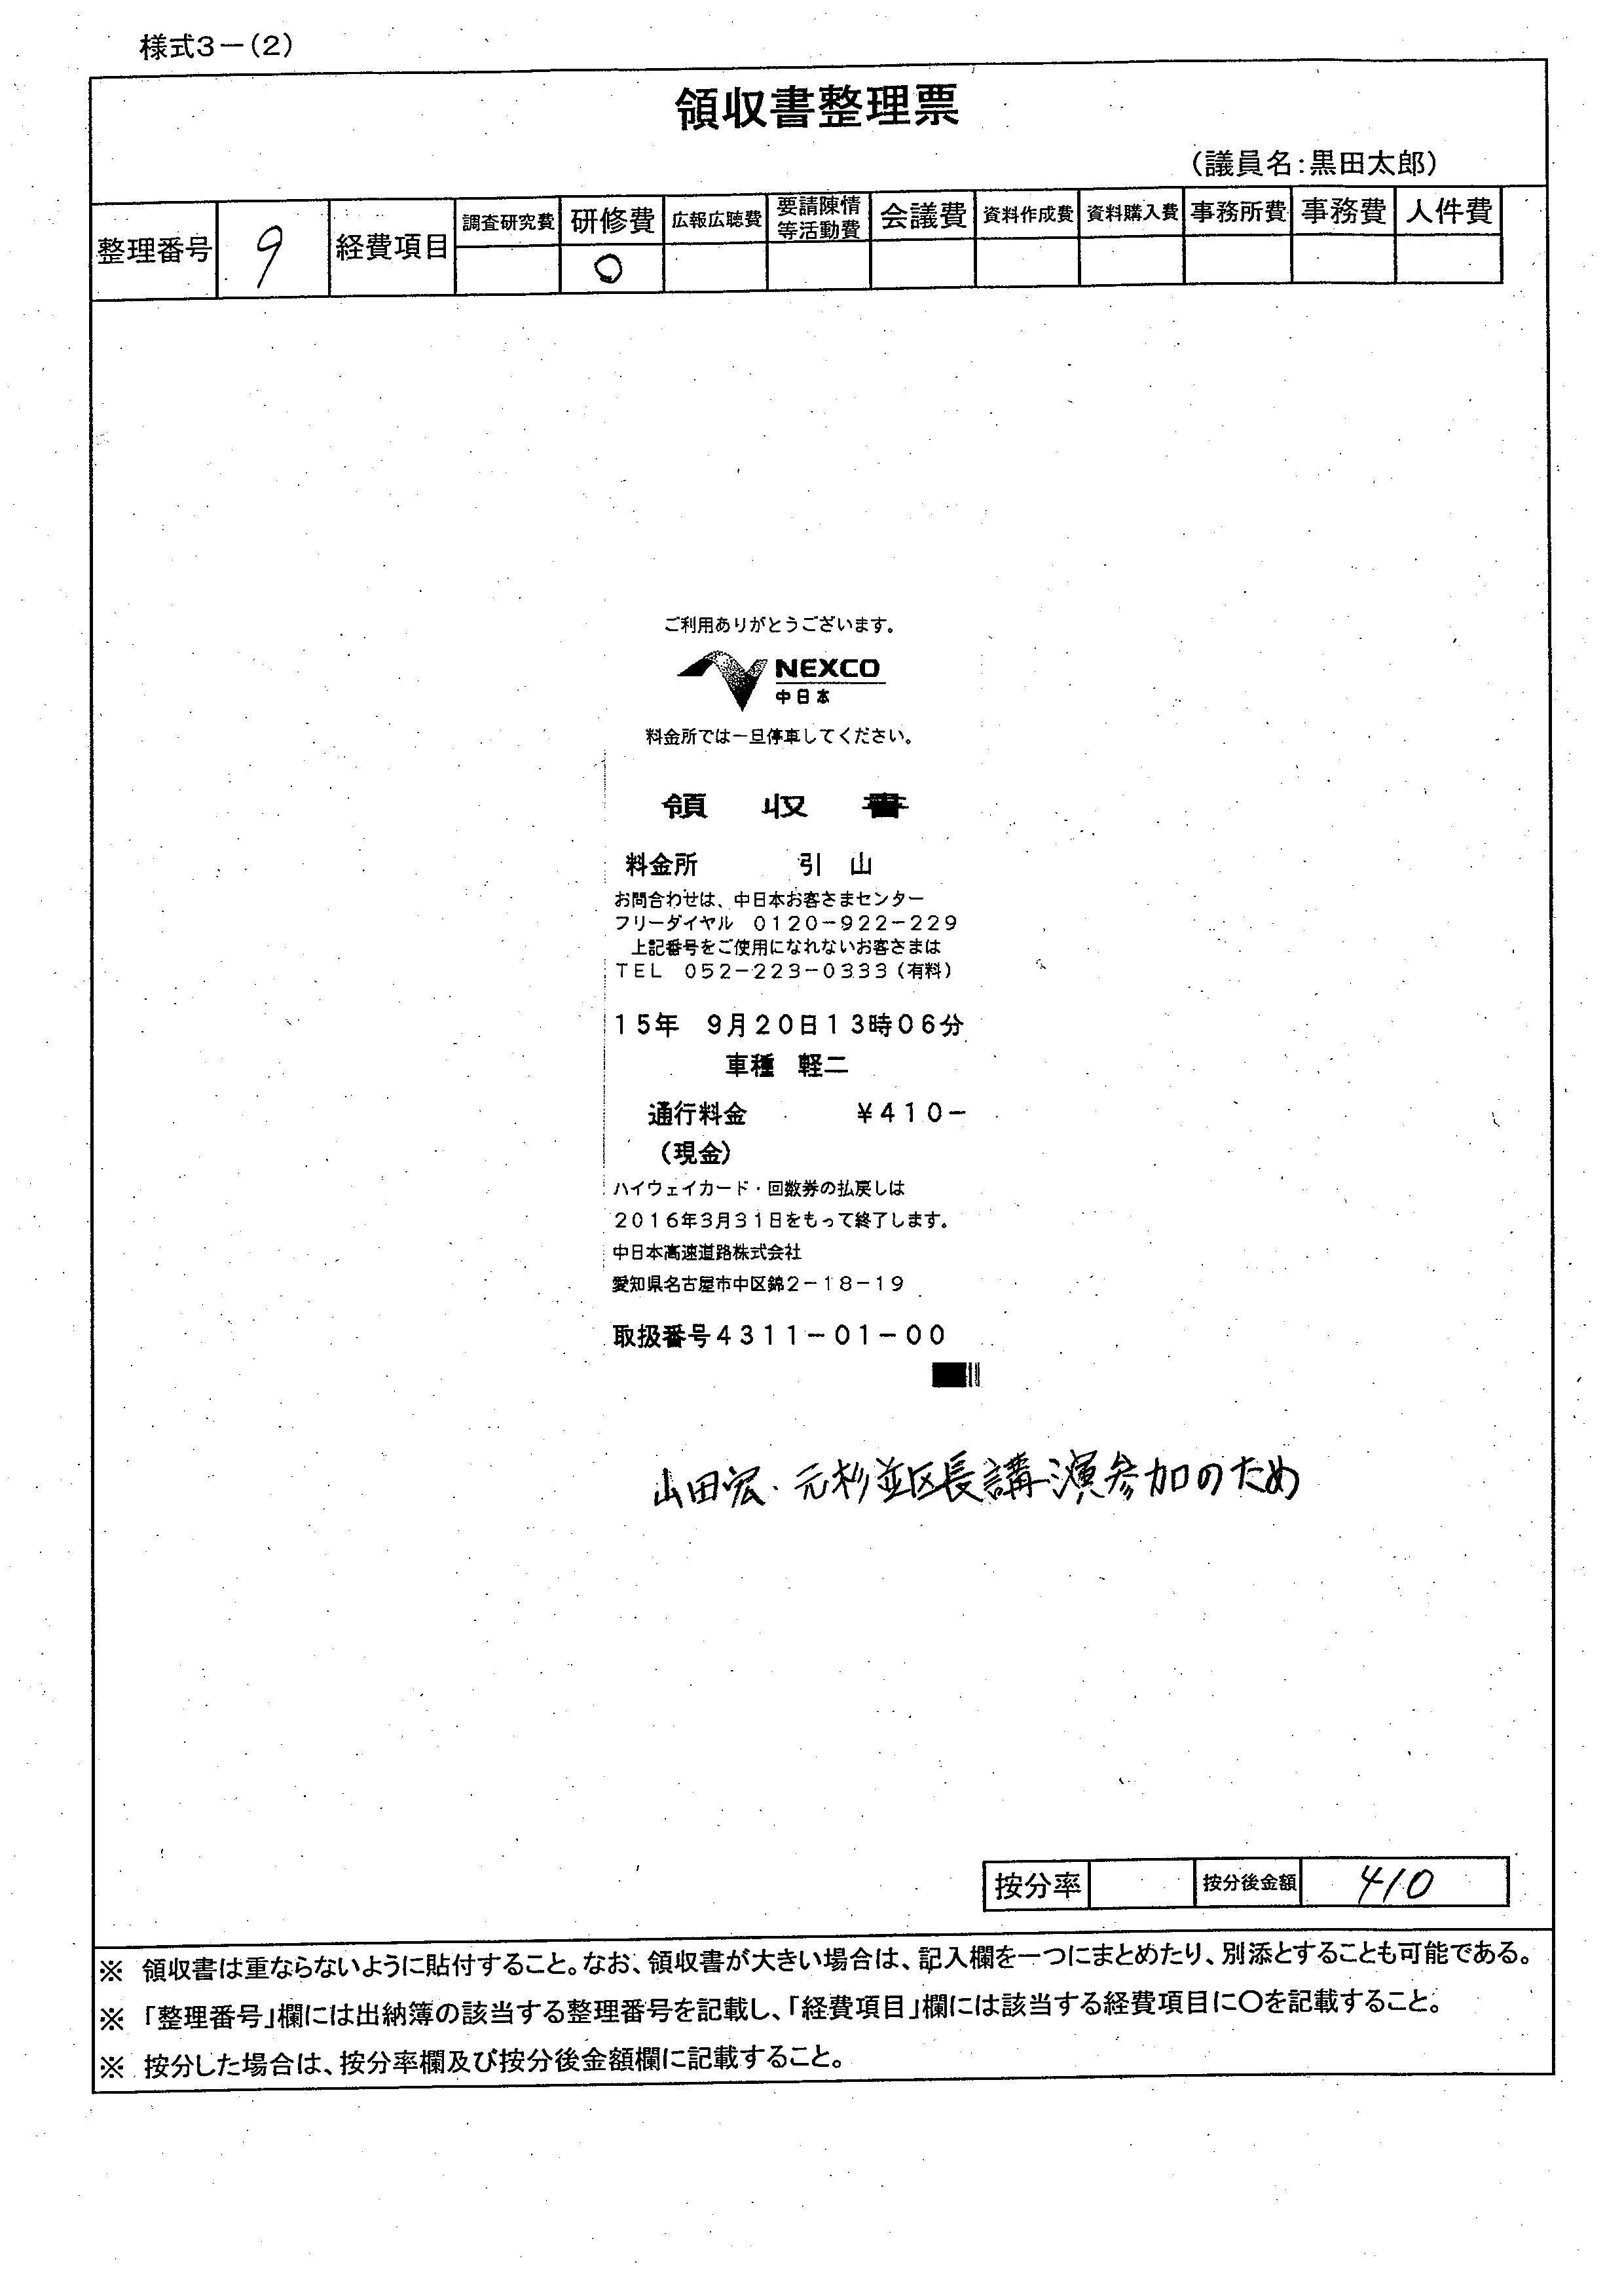 様式3-(2)
領収書整理票
(議員名:黒田太郎)
整理番号 9 経費項目 調査研究費 研修費 広報広聴費 要請陳情等活動費 会議費 資料作成費 資料購入費 事務所費 事務費 人件費
○
ご利用ありがとうございます。
NEXCO
中日本
料金所では一旦停車してください。
領 収 書
料金所 引 山
お問合わせは、中日本お客さまセンター
フリーダイヤル 0120-922-229
上記番号をご使用になれないお客さまは
TEL 052-223-0333(有料)
15年 9月20日13時06分
車種 軽二
通行料金 ¥410-
(現金)
ハイウェイカード・回数券の払戻しは
2016年3月31日をもって終了します。
中日本高速道路株式会社
愛知県名古屋市中区錦2-18-19
取扱番号4311-01-00
山田宏・元杉並区長講演参加のため
按分率 按分後金額 410
※ 領収書は重ならないように貼付すること。なお、領収書が大きい場合は、記入欄を一つにまとめたり、別添とすることも可能である。
※ 「整理番号」欄には出納簿の該当する整理番号を記載し、「経費項目」欄には該当する経費項目に○を記載すること。
※ 按分した場合は、按分率欄及び按分後金額欄に記載すること。